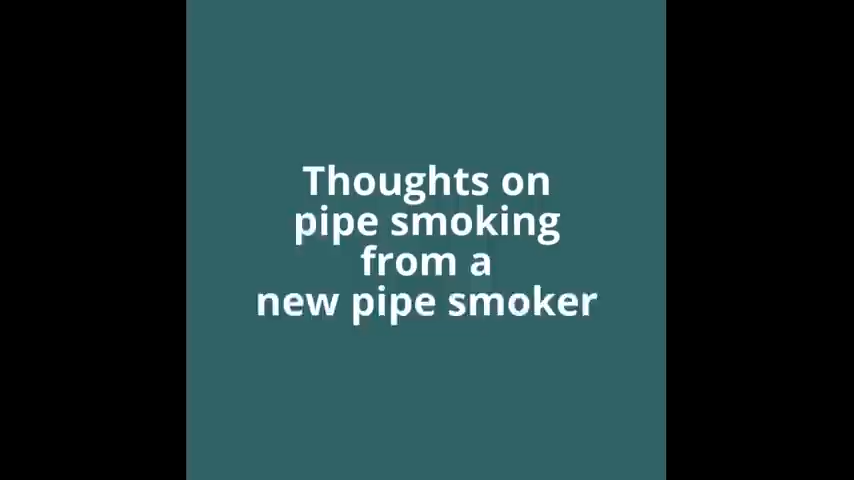 Thoughts on
pipe smoking
from a
new pipe smoker